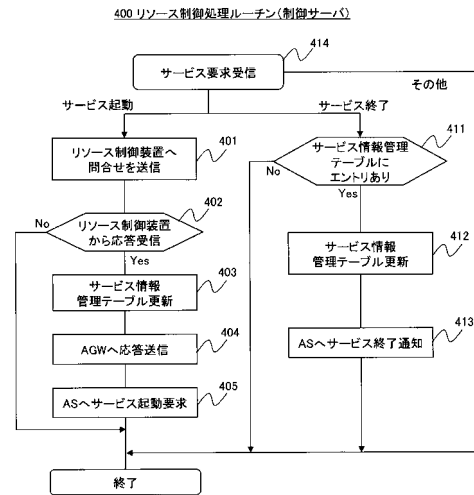 400 リソース制御処理ルーチン(制御サーバ)
サービス要求受信
414
その他
サービス起動
サービス終了
リソース制御装置へ
問合せを送信
401
サービス情報管理
テーブルに
エントリあり
411
No
Yes
リソース制御装置
から応答受信
402
No
Yes
サービス情報
管理テーブル更新
412
サービス情報
管理テーブル更新
403
AGWへ応答送信
404
ASへサービス終了通知
413
ASへサービス起動要求
405
終了